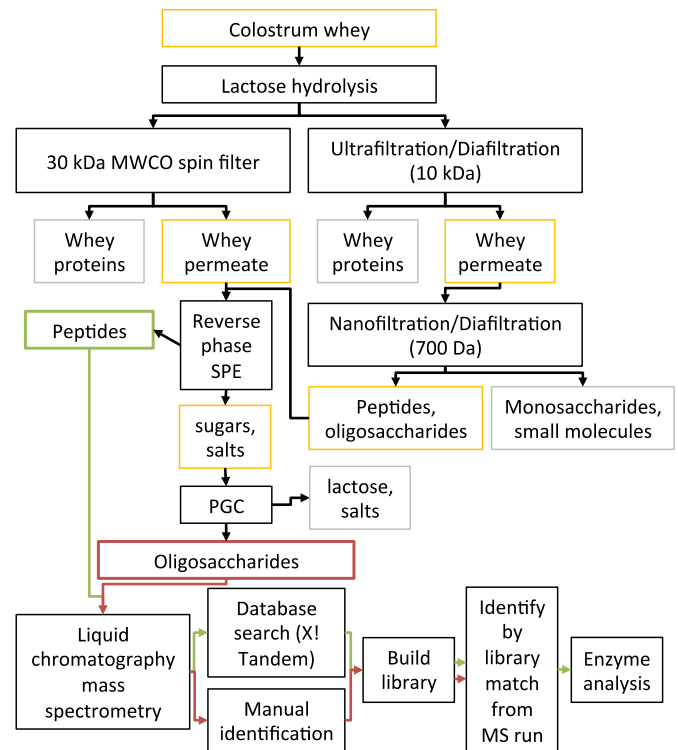 Colostrum whey
Lactose hydrolysis
30 kDa MWCO spin filter
Ultrafiltration/Diafiltration
(10 kDa)
Whey
proteins
Whey
permeate
Whey
proteins
Whey
permeate
Peptides
Reverse
phase
SPE
Nanofiltration/Diafiltration
(700 Da)
sugars,
salts
Peptides,
oligosaccharides
Monosaccharides,
small molecules
PGC
lactose,
salts
Oligosaccharides
Liquid
chromatography
mass
spectrometry
Database
search (X!
Tandem)
Manual
identification
Build
library
Identify
by
library
match
from
MS run
Enzyme
analysis